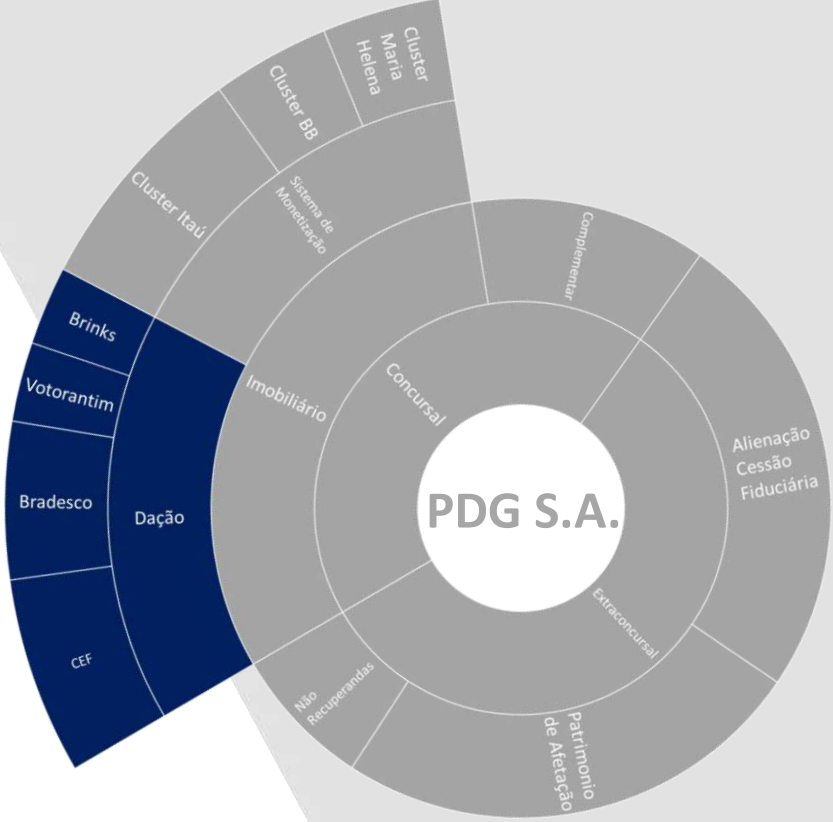 Cluster
Maria
Helena
Cluster BB
Cluster Itaú
Sistema de
Monetização
Brinks
Votorantim
Bradesco
CEF
Dação
Imobiliário
Complementar
Concursal
PDG S.A.
Alienação
Cessão
Fiduciária
Extraconcursal
Não
Recuperandas
Patrimonio
de Afetação